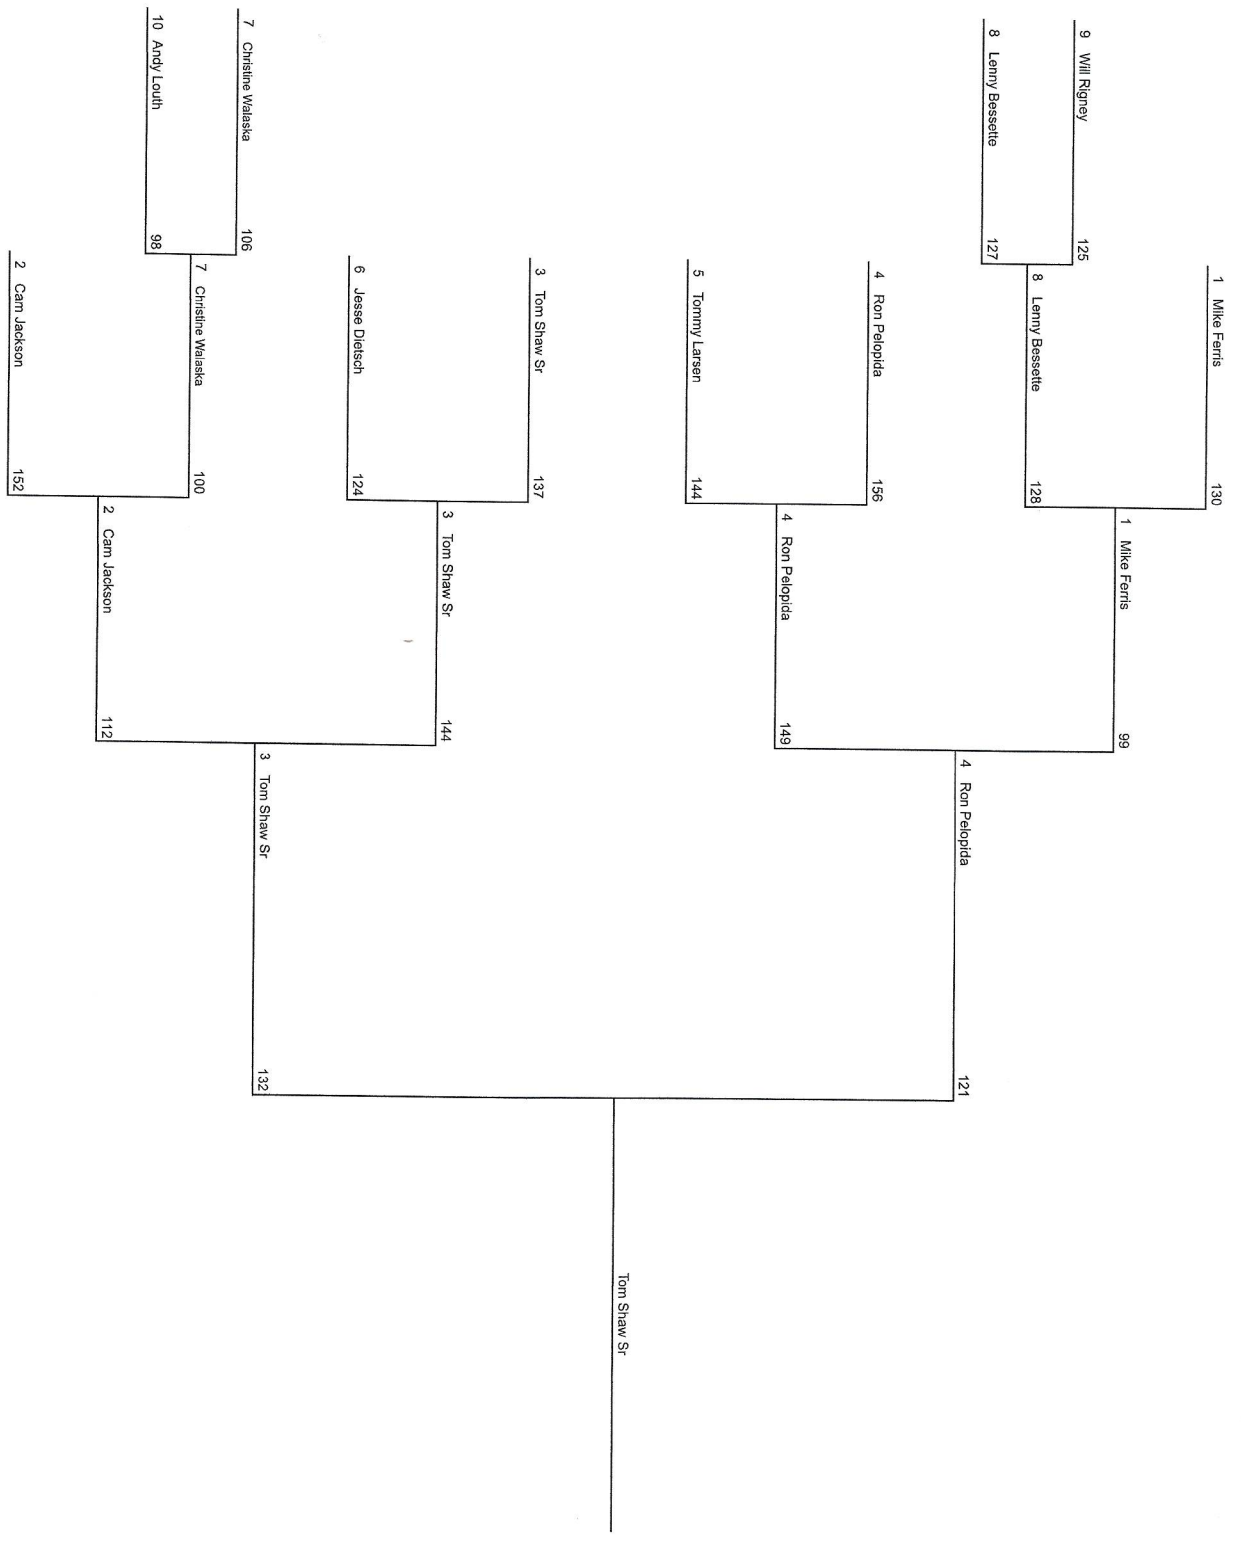 1 Mike Ferris 130
9 Will Rigney 125
8 Lenny Bessette 127
8 Lenny Bessette 128
1 Mike Ferris 99
4 Ron Pelopida 156
5 Tommy Larsen 144
4 Ron Pelopida 149
4 Ron Pelopida 121
3 Tom Shaw Sr 137
6 Jesse Dietsch 124
3 Tom Shaw Sr 144
7 Christine Walaska 106
10 Andy Louth 98
7 Christine Walaska 100
2 Cam Jackson 152
2 Cam Jackson 112
3 Tom Shaw Sr 132
Tom Shaw Sr